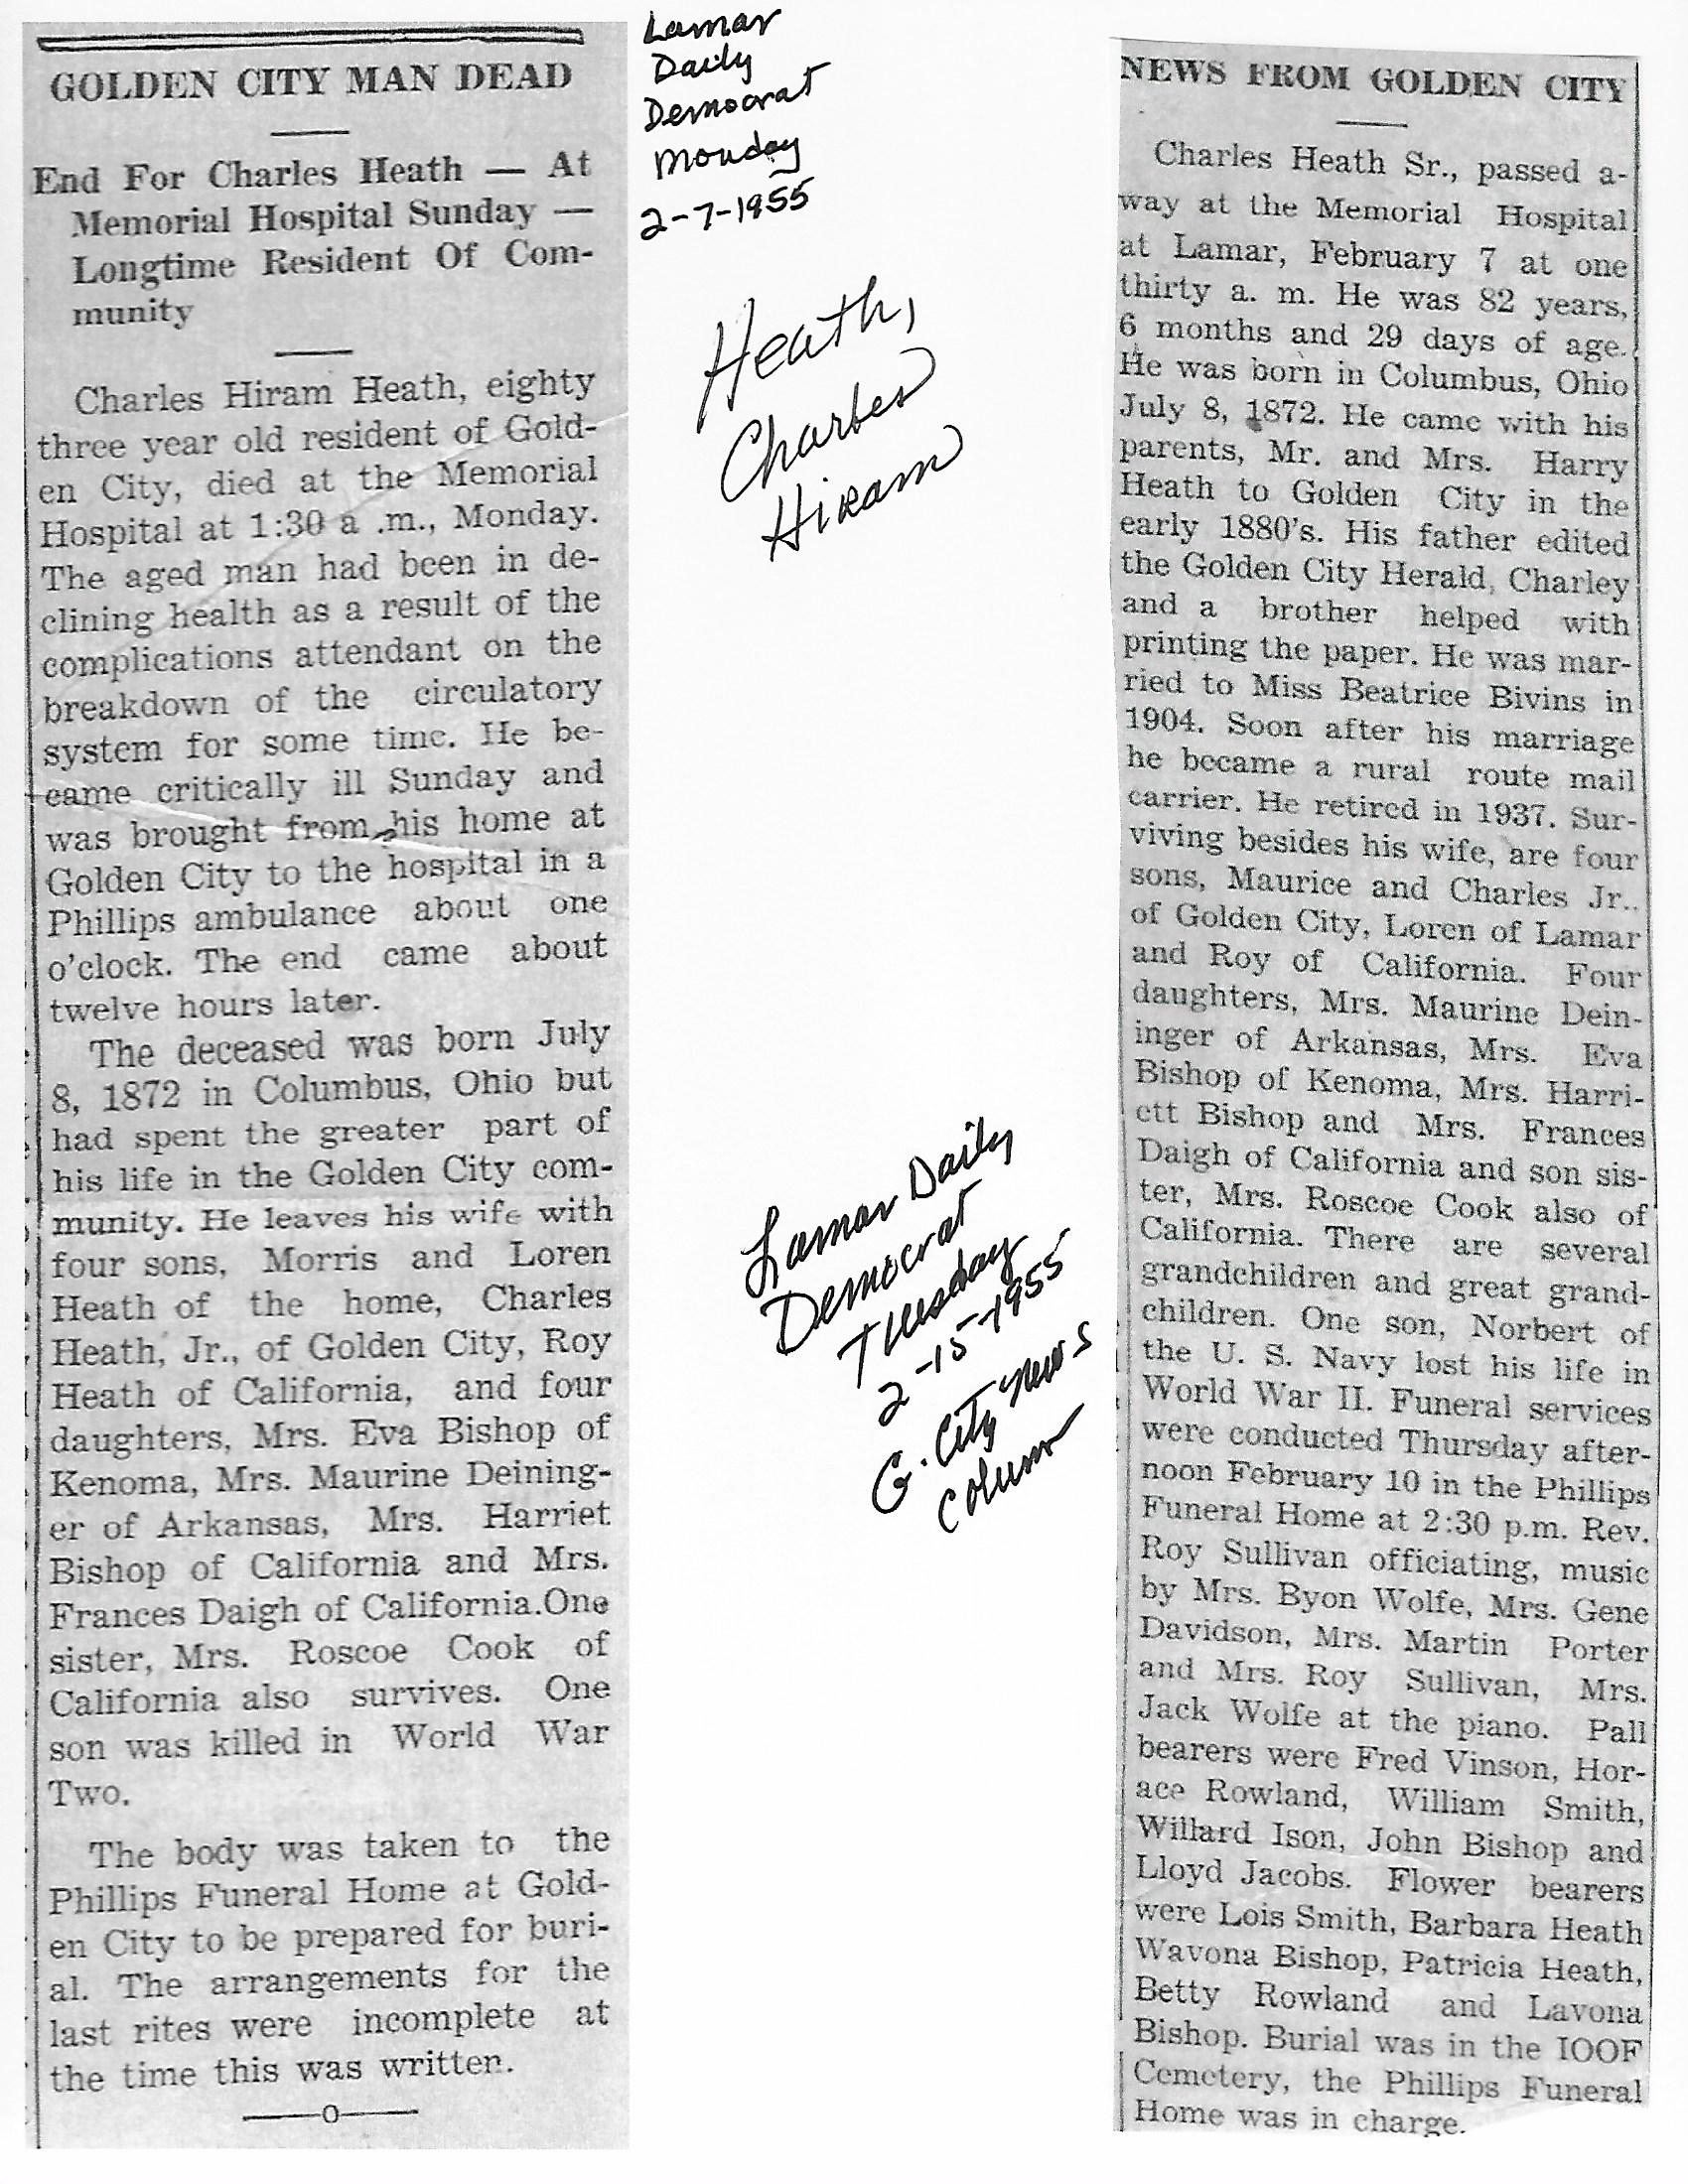 GOLDEN CITY MAN DEAD
End For Charles Heath — At
Memorial Hospital Sunday —
Longtime Resident Of Com-
munity
Charles Hiram Heath, eighty
three year old resident of Gold-
en City, died at the Memorial
Hospital at 1:30 a .m., Monday.
The aged man had been in de-
clining health as a result of the
complications attendant on the
breakdown of the circulatory
system for some time. He be-
came critically ill Sunday and
was brought from his home at
Golden City to the hospital in a
Phillips ambulance about one
o'clock. The end came about
twelve hours later.
The deceased was born July
8, 1872 in Columbus, Ohio but
had spent the greater part of
his life in the Golden City com-
munity. He leaves his wife with
four sons, Morris and Loren
Heath of the home, Charles
Heath, Jr., of Golden City, Roy
Heath of California, and four
daughters, Mrs. Eva Bishop of
Kenoma, Mrs. Maurine Deining-
er of Arkansas, Mrs. Harriet
Bishop of California and Mrs.
Frances Daigh of California.One
sister, Mrs. Roscoe Cook of
California also survives. One
son was killed in World War
Two.
The body was taken to the
Phillips Funeral Home at Gold-
en City to be prepared for buri-
al. The arrangements for the
last rites were incomplete at
the time this was written.
—o—
Lamar
Daily
Democrat
Monday
2-7-1955
Heath,
Charles
Hiram
Lamar Daily
Democrat
Tuesday
2-15-1955
G. City News
Column
NEWS FROM GOLDEN CITY
Charles Heath Sr., passed a-
way at the Memorial Hospital
at Lamar, February 7 at one
thirty a. m. He was 82 years,
6 months and 29 days of age.
He was born in Columbus, Ohio
July 8, 1872. He came with his
parents, Mr. and Mrs. Harry
Heath to Golden City in the
early 1880's. His father edited
the Golden City Herald, Charley
and a brother helped with
printing the paper. He was mar-
ried to Miss Beatrice Bivins in
1904. Soon after his marriage
he became a rural route mail
carrier. He retired in 1937. Sur-
viving besides his wife, are four
sons, Maurice and Charles Jr.,
of Golden City, Loren of Lamar
and Roy of California. Four
daughters, Mrs. Maurine Dein-
inger of Arkansas, Mrs. Eva
Bishop of Kenoma, Mrs. Harri-
ett Bishop and Mrs. Frances
Daigh of California and son sis-
ter, Mrs. Roscoe Cook also of
California. There are several
grandchildren and great grand-
children. One son, Norbert of
the U. S. Navy lost his life in
World War II. Funeral services
were conducted Thursday after-
noon February 10 in the Phillips
Funeral Home at 2:30 p.m. Rev.
Roy Sullivan officiating, music
by Mrs. Byon Wolfe, Mrs. Gene
Davidson, Mrs. Martin Porter
and Mrs. Roy Sullivan, Mrs.
Jack Wolfe at the piano. Pall
bearers were Fred Vinson, Hor-
ace Rowland, William Smith,
Willard Ison, John Bishop and
Lloyd Jacobs. Flower bearers
were Lois Smith, Barbara Heath
Wavona Bishop, Patricia Heath,
Betty Rowland and Lavona
Bishop. Burial was in the IOOF
Cemetery, the Phillips Funeral
Home was in charge.